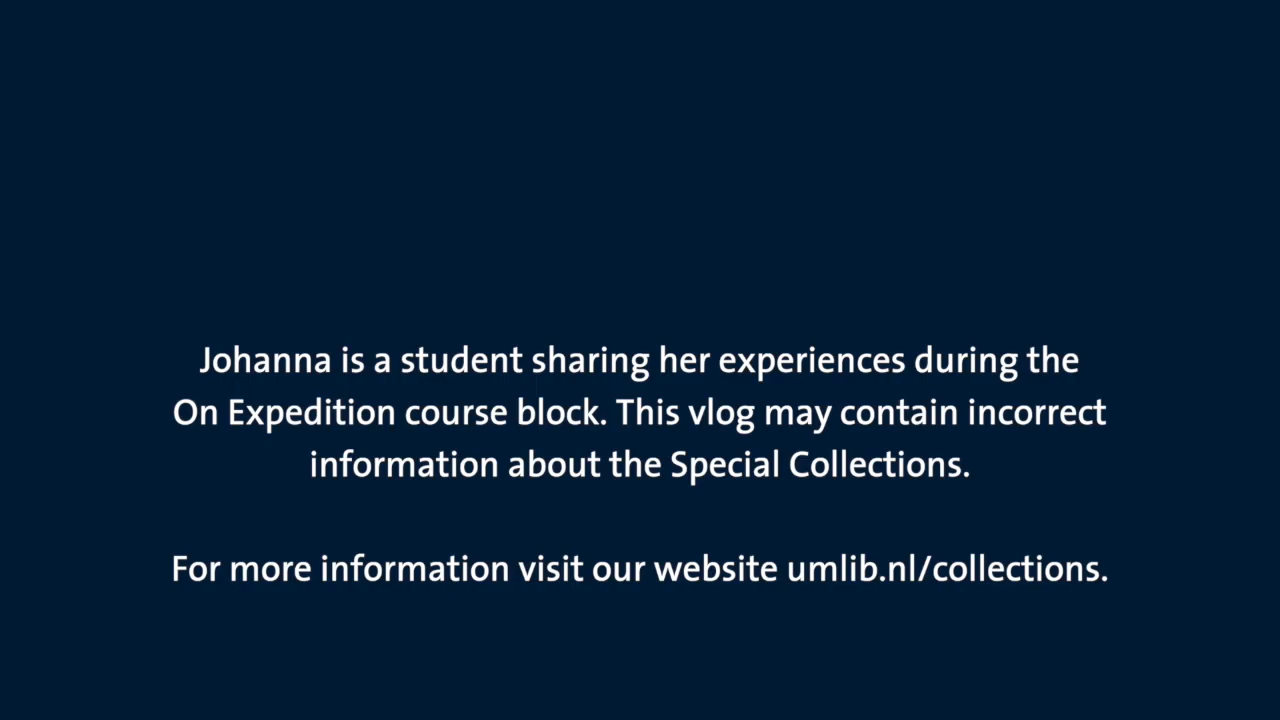 Johanna is a student sharing her experiences during the
On Expedition course block. This vlog may contain incorrect
information about the Special Collections.
For more information visit our website umlib.nl/collections.